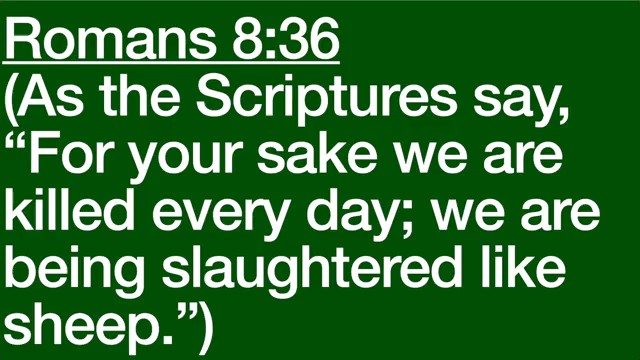 Romans 8:36
(As the Scriptures say,
“For your sake we are
killed every day; we are
being slaughtered like
sheep.”)